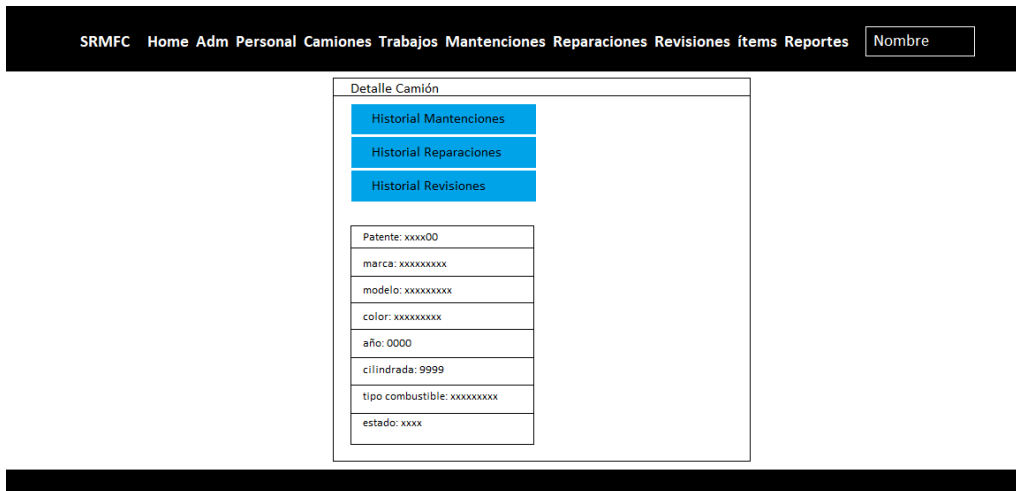 SRMFC Home Adm Personal Camiones Trabajos Mantenciones Reparaciones Revisiones ítems Reportes Nombre
Detalle Camión
Historial Mantenciones
Historial Reparaciones
Historial Revisiones
Patente: xxxx00
marca: xxxxxxxxx
modelo: xxxxxxxxx
color: xxxxxxxxx
año: 0000
cilindrada: 9999
tipo combustible: xxxxxxxxx
estado: xxxx